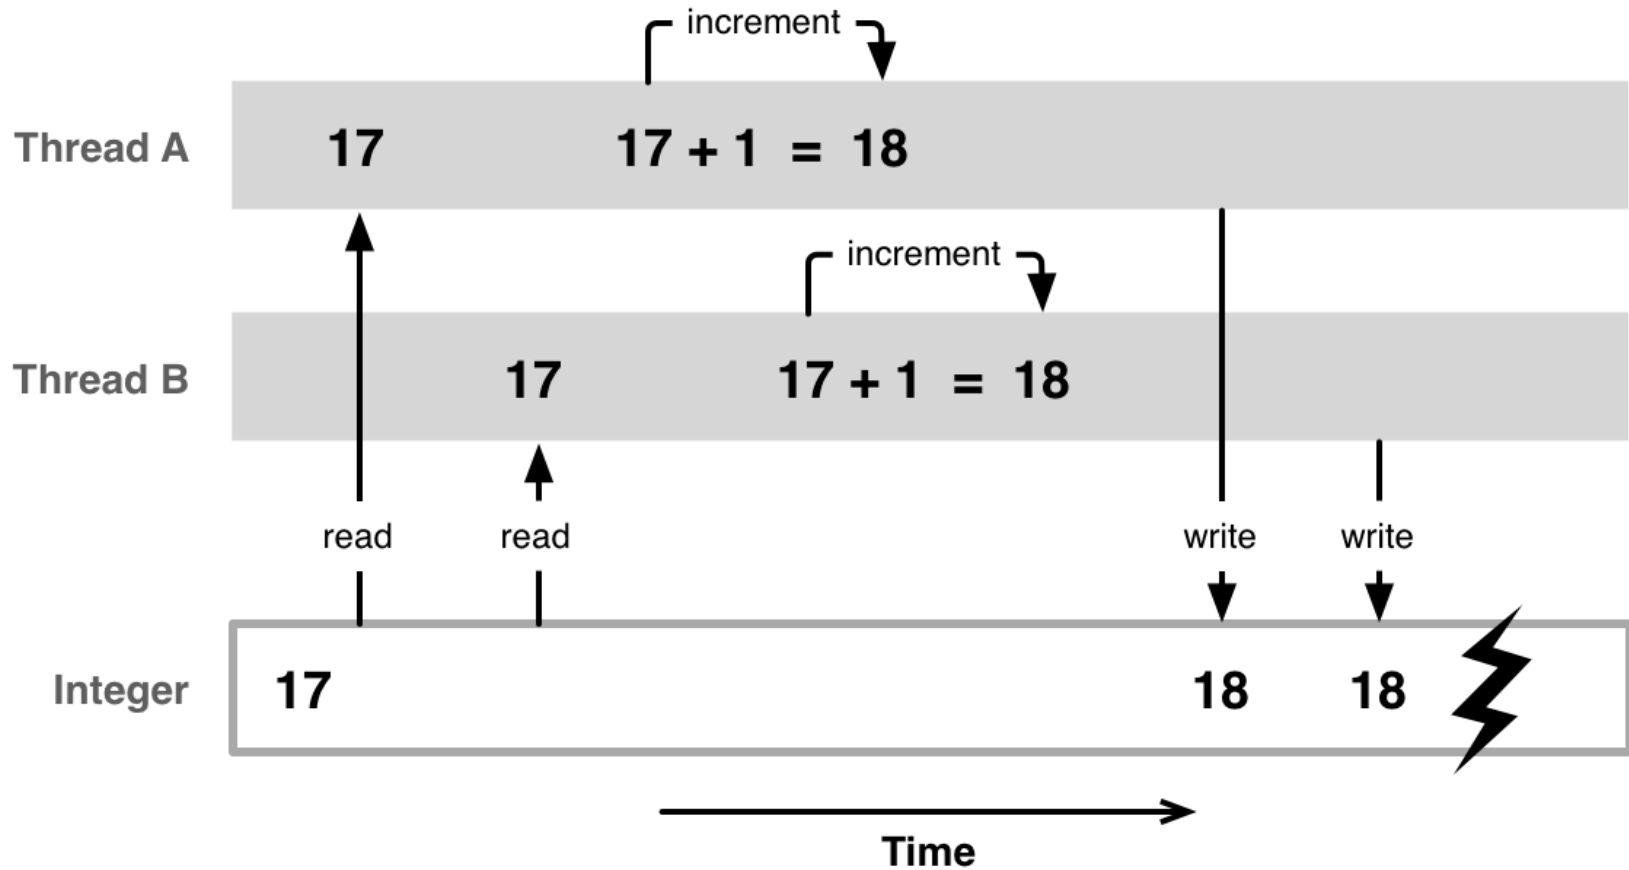 increment
Thread A 17 17 + 1 = 18
increment
Thread B 17 17 + 1 = 18
read read write write
Integer 17 18 18
Time